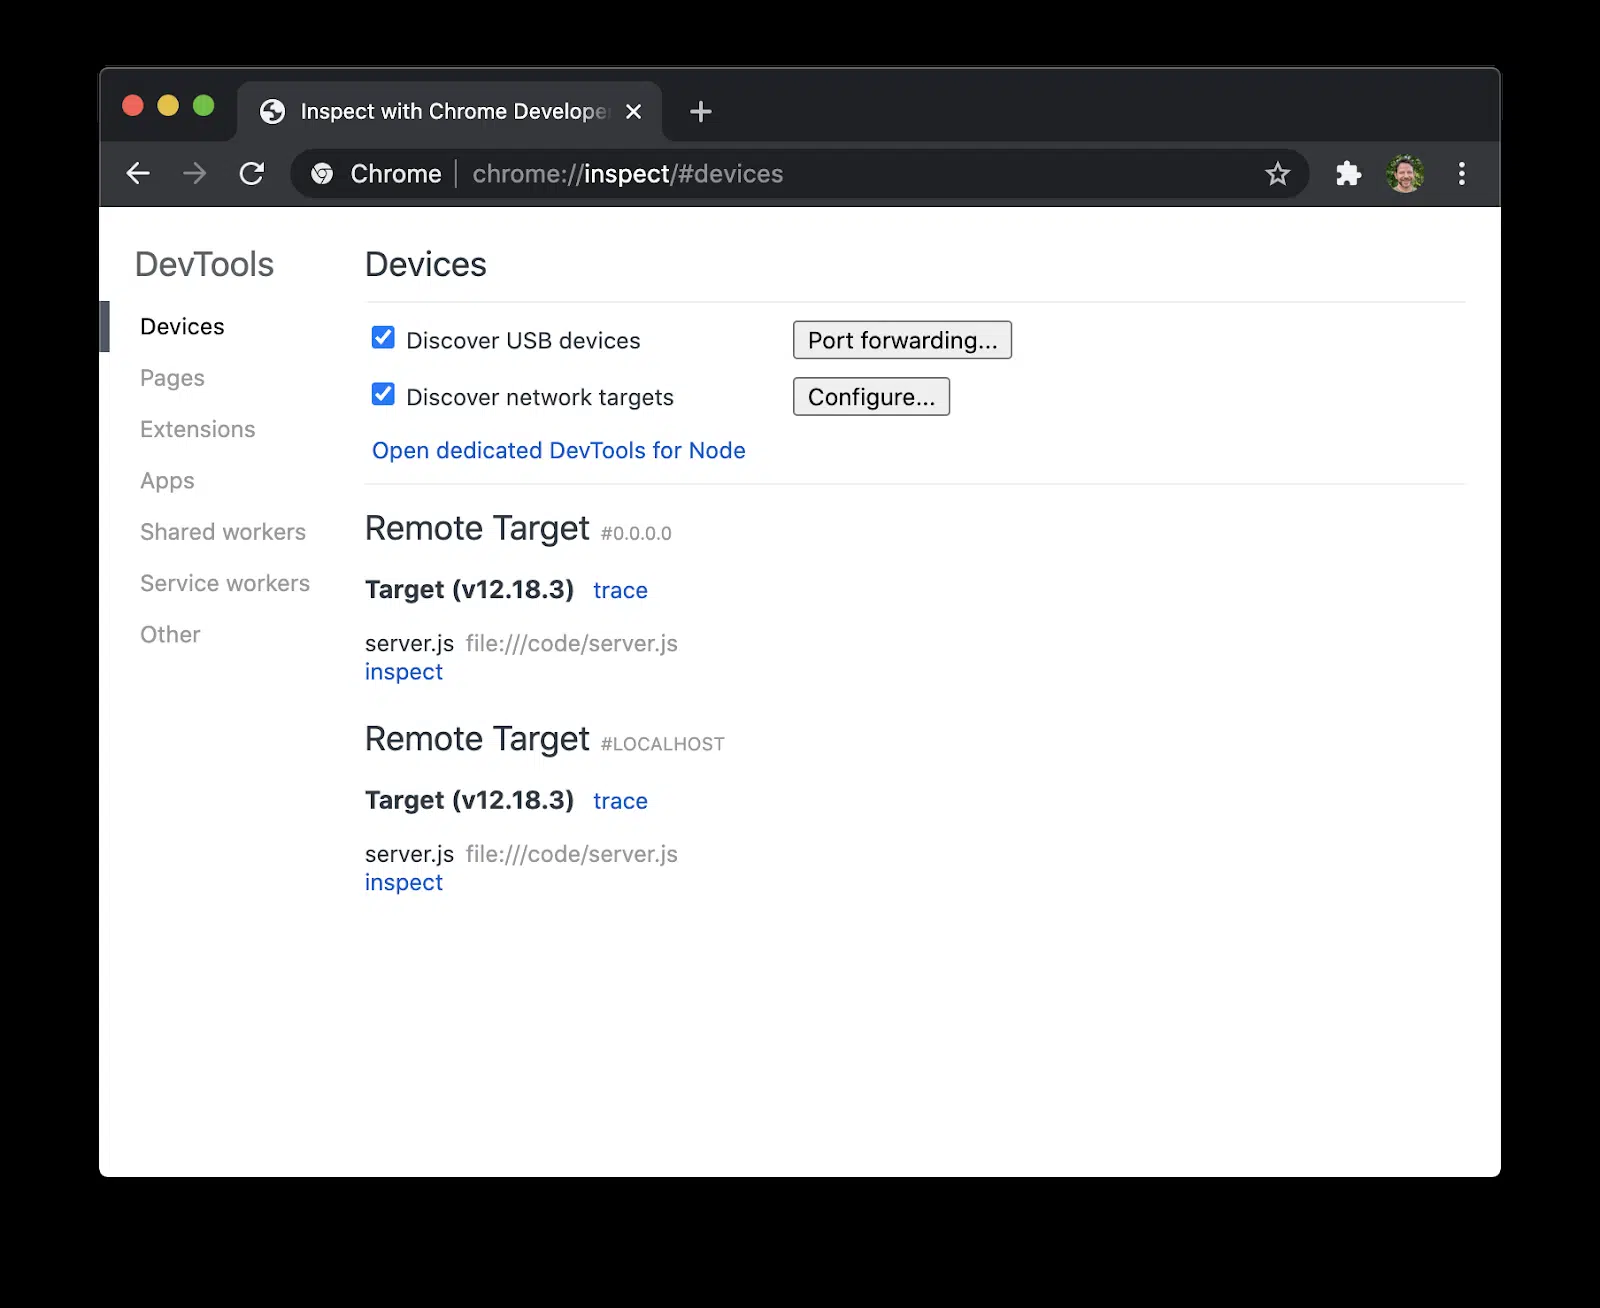 Inspect with Chrome Develope
Chrome chrome://inspect/#devices
DevTools
Devices
Pages
Extensions
Apps
Shared workers
Service workers
Other
Devices
Discover USB devices Port forwarding...
Discover network targets Configure...
Open dedicated DevTools for Node
Remote Target #0.0.0.0
Target (v12.18.3) trace
server.js file:///code/server.js
inspect
Remote Target #LOCALHOST
Target (v12.18.3) trace
server.js file:///code/server.js
inspect